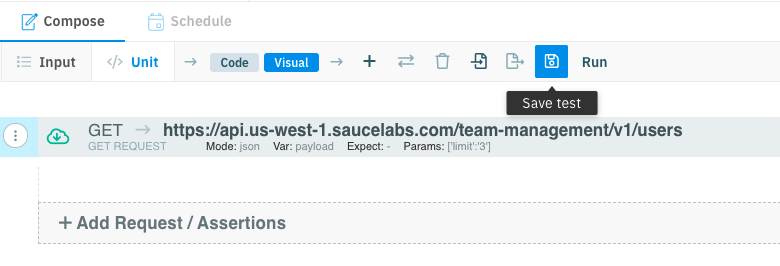 Compose Schedule
Input Unit Code Visual Run
Save test
GET https://api.us-west-1.saucelabs.com/team-management/v1/users
GET REQUEST Mode: json Var: payload Expect: - Params: ['limit':'3']
+ Add Request / Assertions